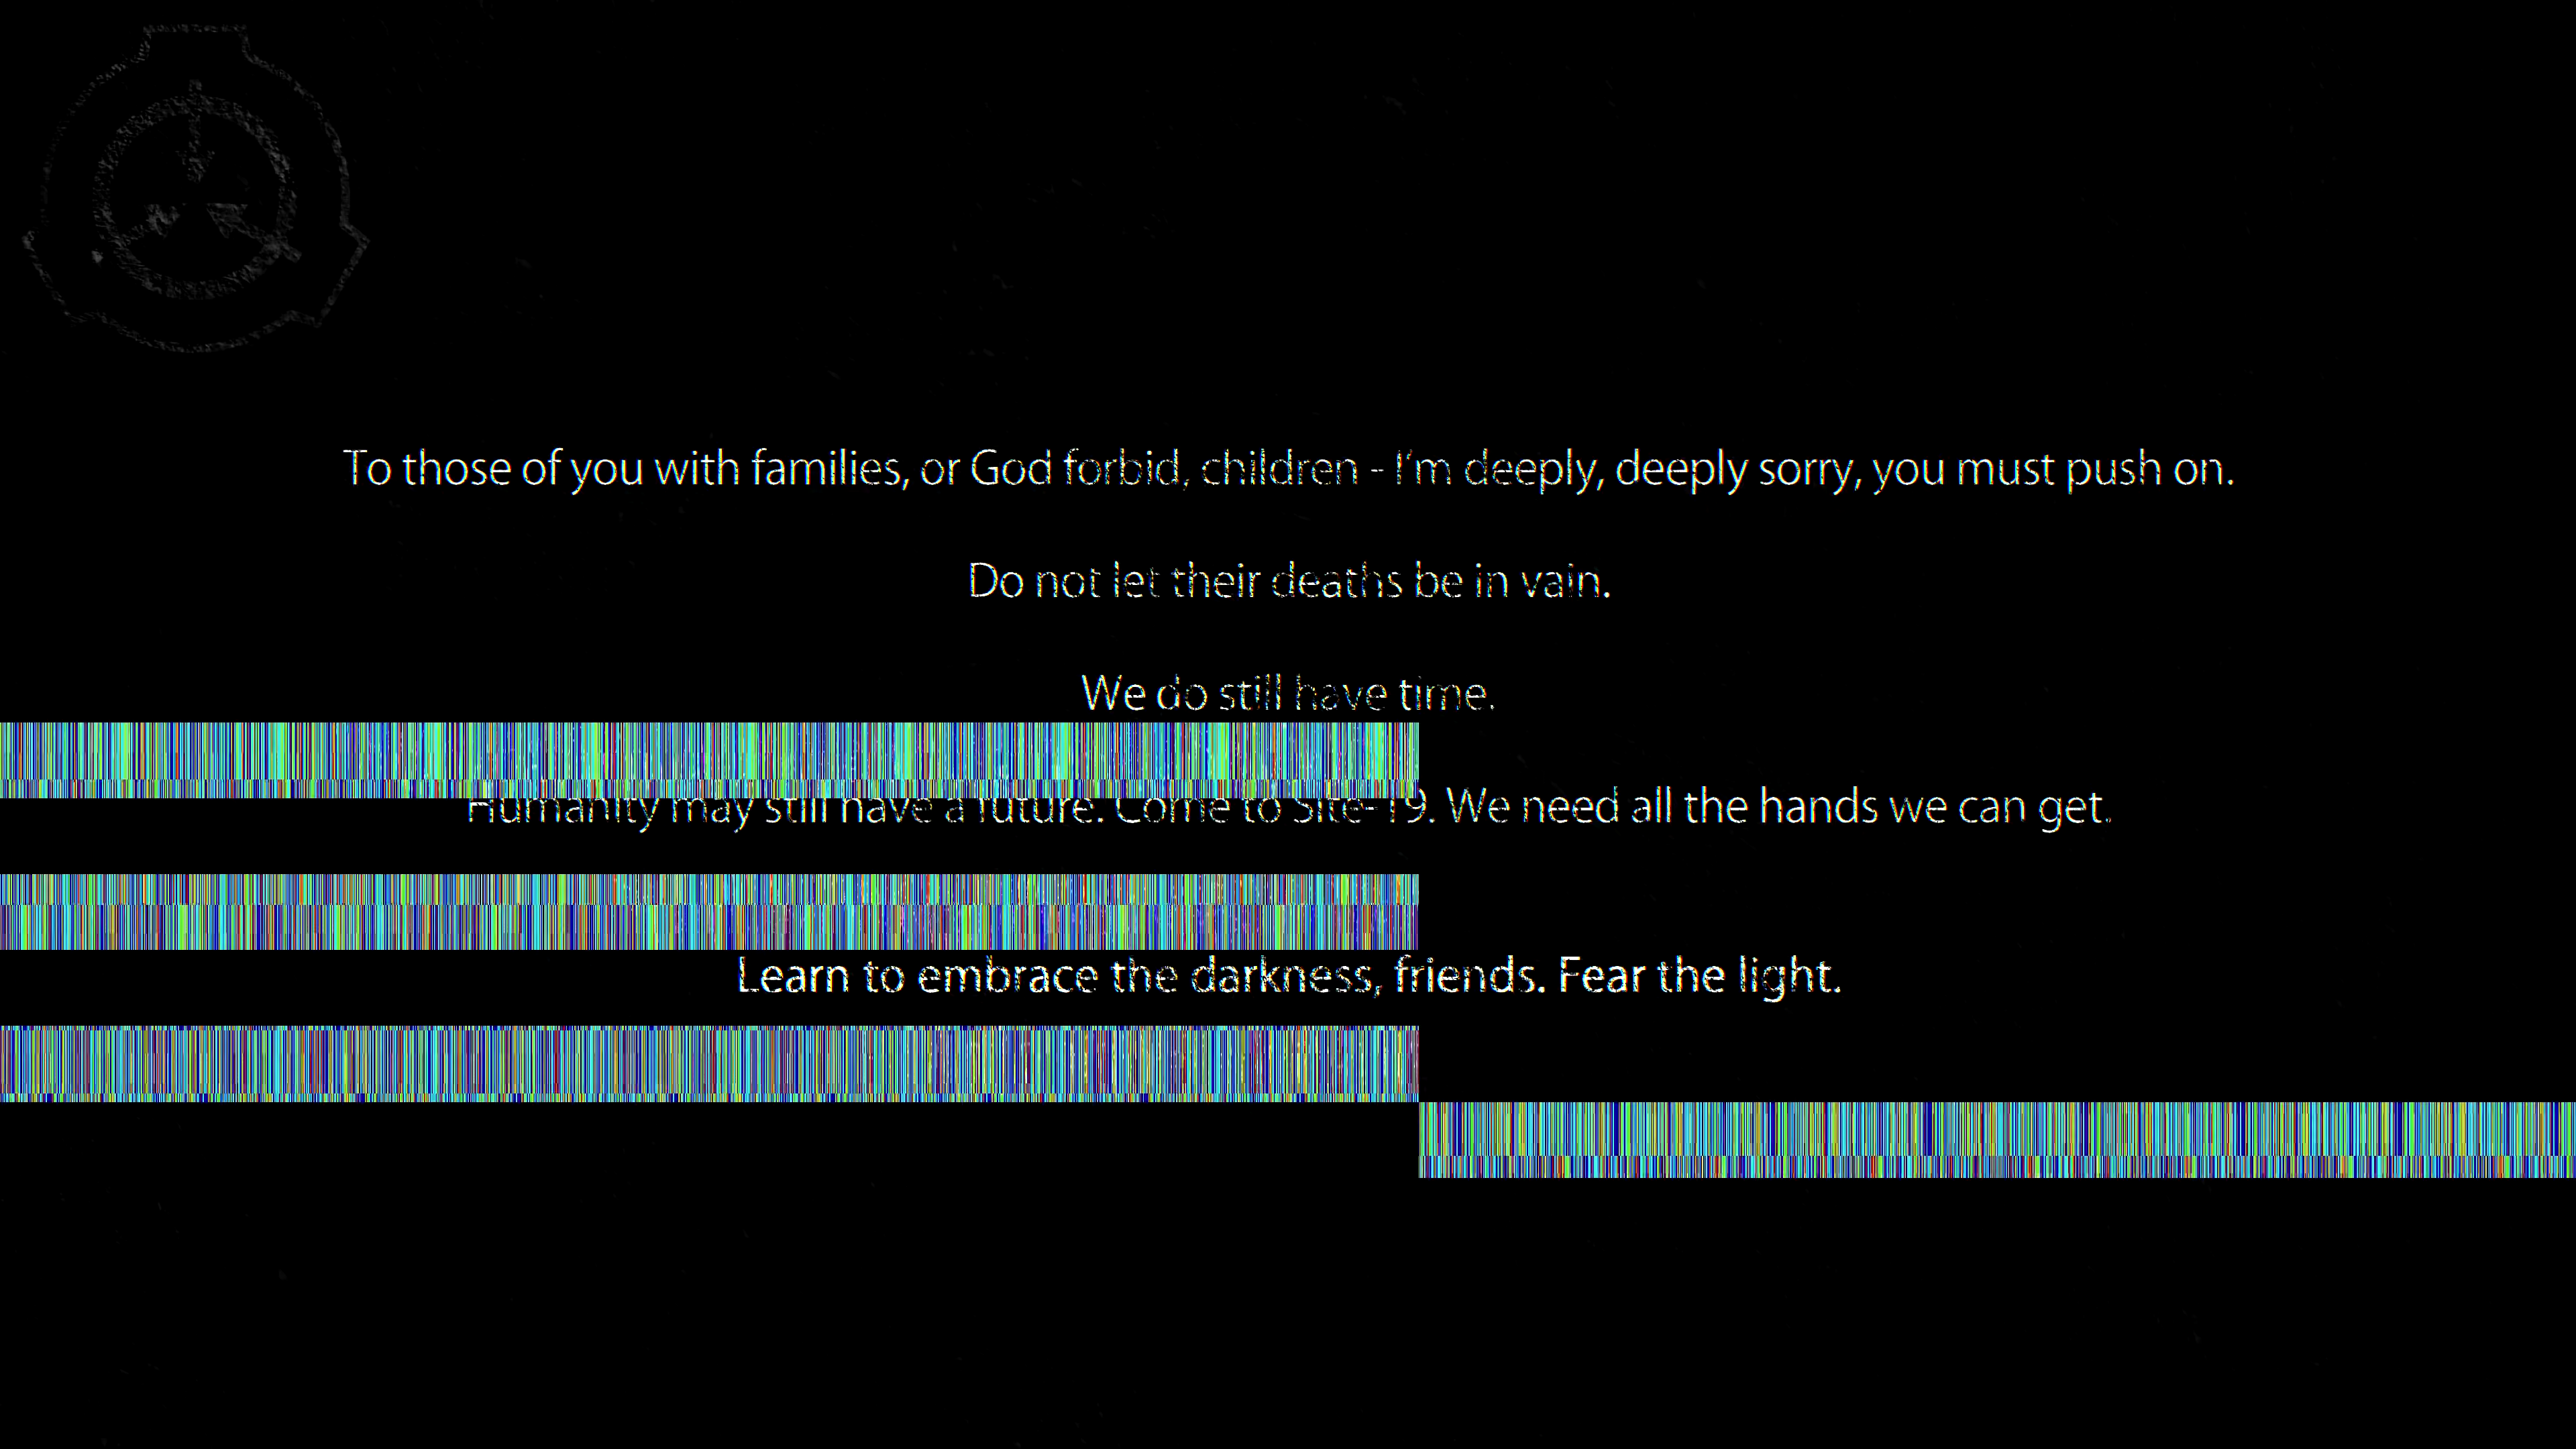 To those of you with families, or God forbid, children - I'm deeply, deeply sorry, you must push on.
Do not let their deaths be in vain.
We do still have time.
Humanity may still have a future. Come to Site-19. We need all the hands we can get.
Learn to embrace the darkness, friends. Fear the light.